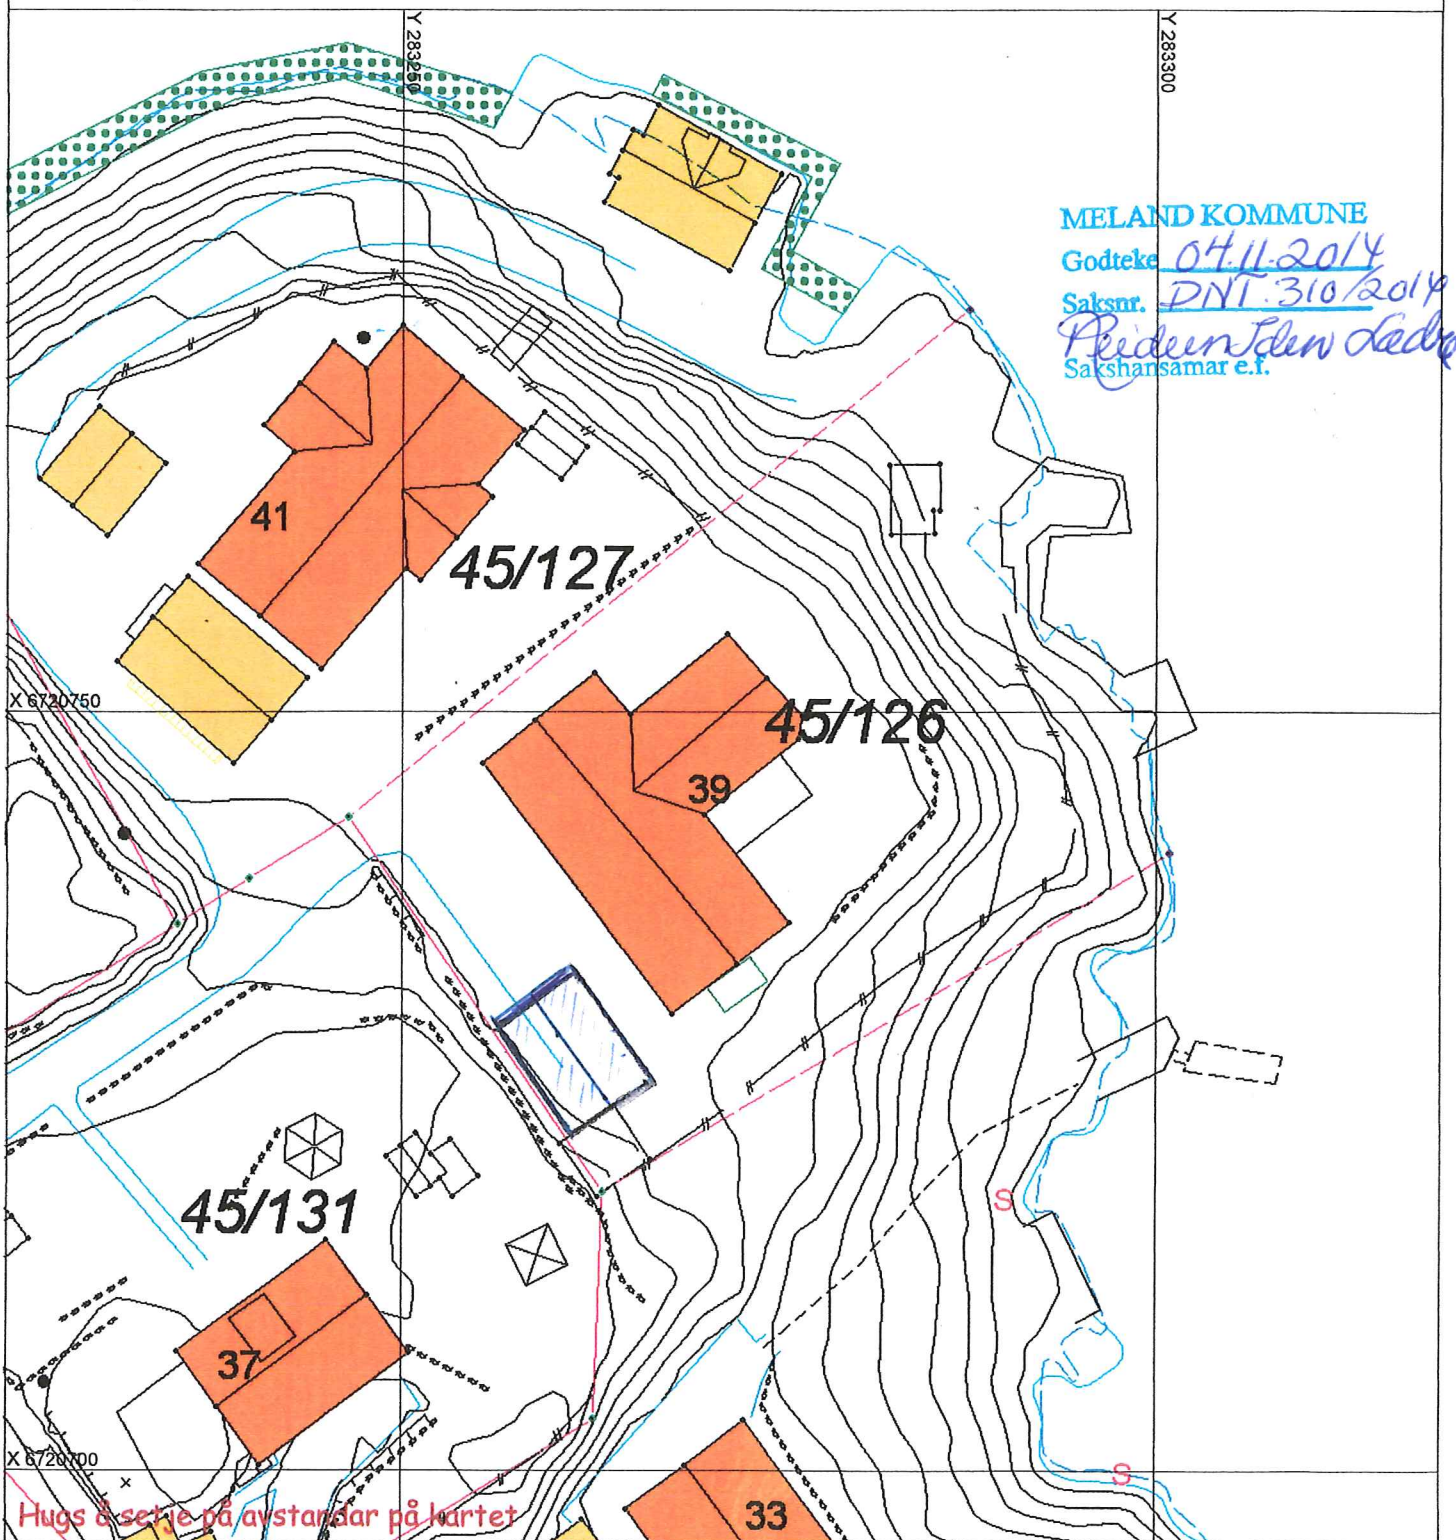 Y 283250
Y 283300
MELAND KOMMUNE
Godteke 04.11.2014
Saksnr. DNT. 310/2014
Sakshansamar e.f.
41
45/127
X 6720750
45/126
39
45/131
S
37
S
X 6720700
Hugs å setje på avstandar på kartet
33